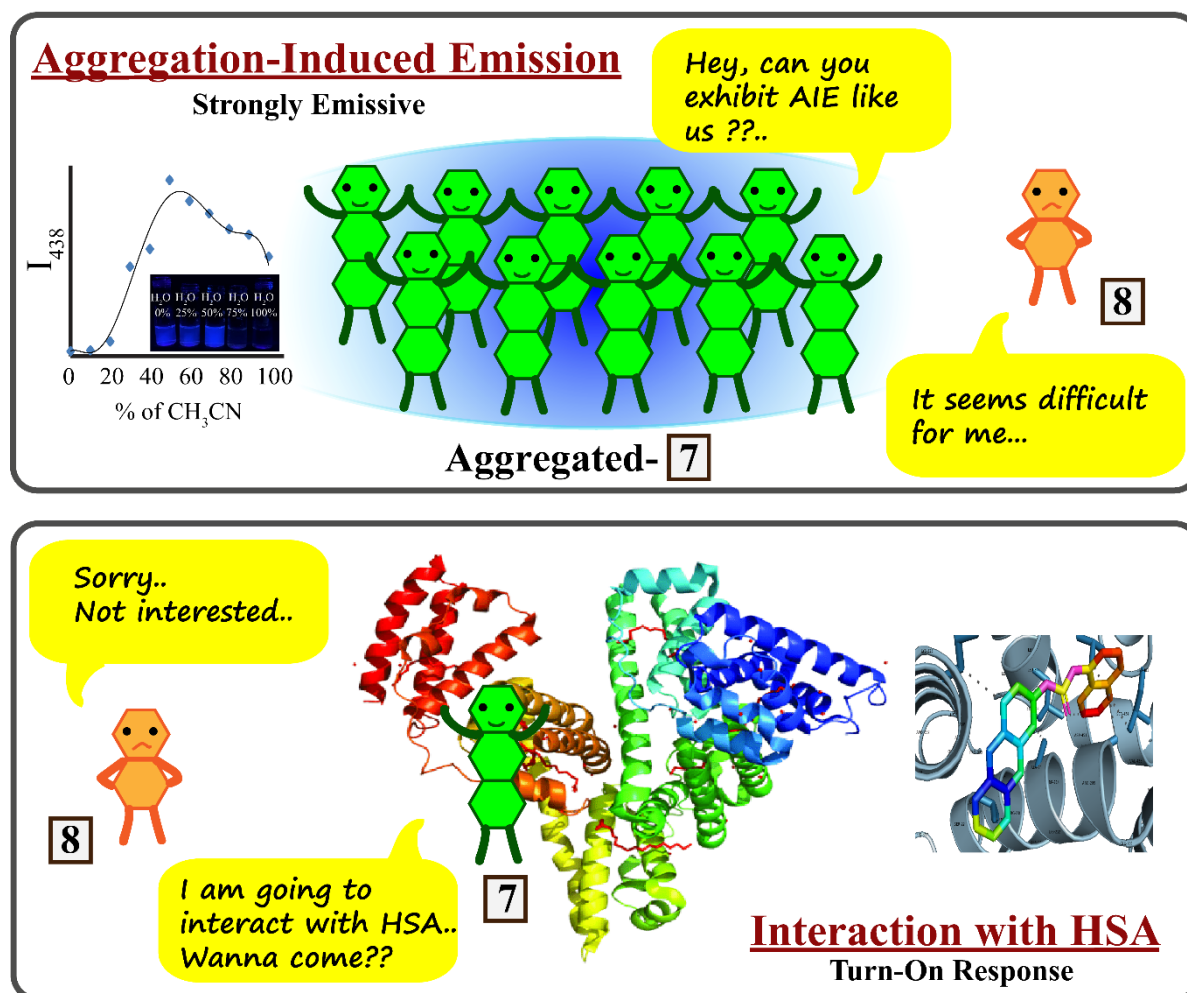 Aggregation-Induced Emission
Strongly Emissive
Hey, can you
exhibit AIE like
us ??..
I₄₃₈
H₂O H₂O H₂O H₂O H₂O
0% 25% 50% 75% 100%
0 20 40 60 80 100
% of CH₃CN
8
It seems difficult
for me...
Aggregated- 7
Sorry..
Not interested..
8
I am going to
interact with HSA..
Wanna come??
7
Interaction with HSA
Turn-On Response